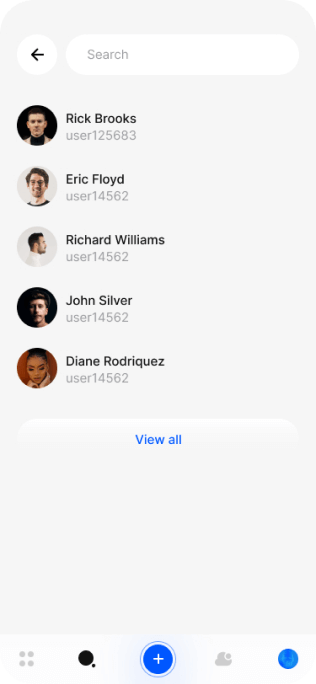 Search
Rick Brooks
user125683
Eric Floyd
user14562
Richard Williams
user14562
John Silver
user14562
Diane Rodriquez
user14562
View all